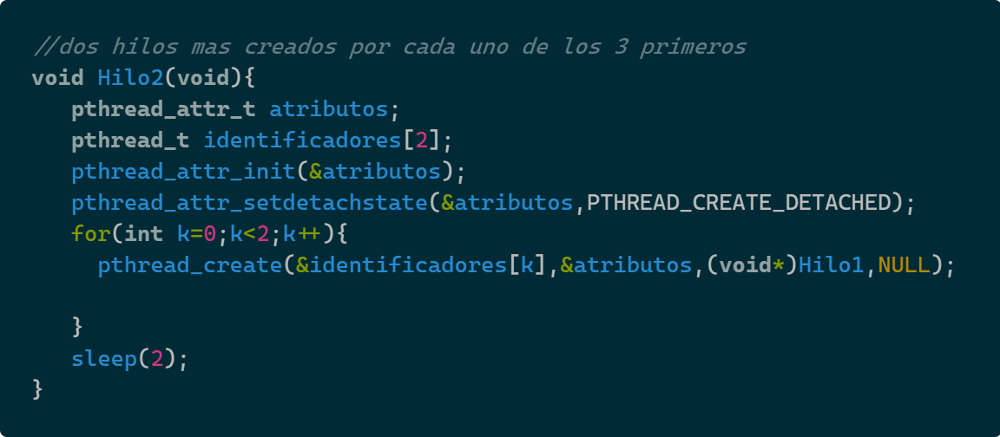 //dos hilos mas creados por cada uno de los 3 primeros
void Hilo2(void){
   pthread_attr_t atributos;
   pthread_t identificadores[2];
   pthread_attr_init(&atributos);
   pthread_attr_setdetachstate(&atributos,PTHREAD_CREATE_DETACHED);
   for(int k=0;k<2;k++){
     pthread_create(&identificadores[k],&atributos,(void*)Hilo1,NULL);

   }
   sleep(2);
}